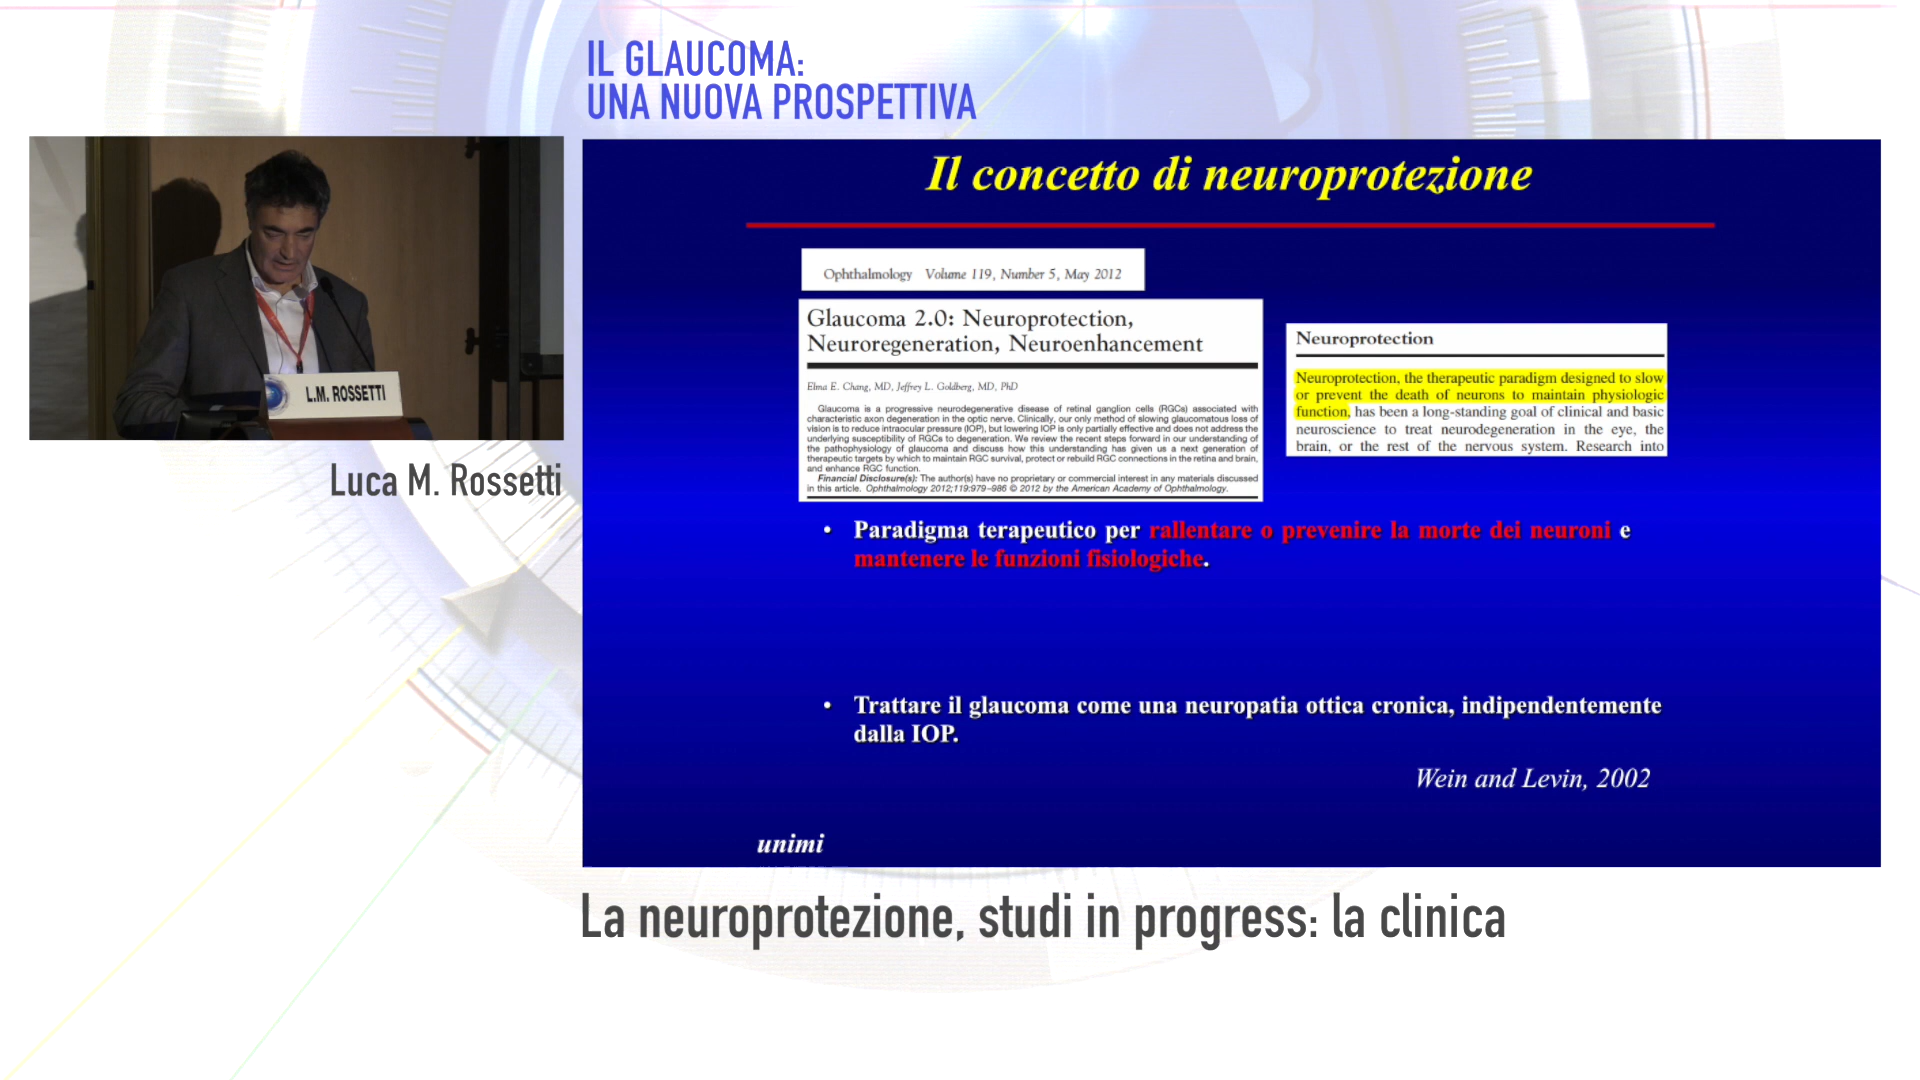 IL GLAUCOMA:
UNA NUOVA PROSPETTIVA
L.M. ROSSETTI
Luca M. Rossetti
Il concetto di neuroprotezione
Ophthalmology Volume 119, Number 5, May 2012
Glaucoma 2.0: Neuroprotection,
Neuroregeneration, Neuroenhancement
Elma E. Chang, MD, Jeffrey L. Goldberg, MD, PhD
Glaucoma is a progressive neurodegenerative disease of retinal ganglion cells (RGCs) associated with
characteristic axon degeneration in the optic nerve. Clinically, our only method of slowing glaucomatous loss of
vision is to reduce intraocular pressure (IOP), but lowering IOP is only partially effective and does not address the
underlying susceptibility of RGCs to degeneration. We review the recent steps forward in our understanding of
the pathophysiology of glaucoma and discuss how this understanding has given us a next generation of
therapeutic targets by which to maintain RGC survival, protect or rebuild RGC connections in the retina and brain,
and enhance RGC function.
Financial Disclosure(s): The author(s) have no proprietary or commercial interest in any materials discussed
in this article. Ophthalmology 2012;119:979–986 © 2012 by the American Academy of Ophthalmology.
Neuroprotection
Neuroprotection, the therapeutic paradigm designed to slow
or prevent the death of neurons to maintain physiologic
function, has been a long-standing goal of clinical and basic
neuroscience to treat neurodegeneration in the eye, the
brain, or the rest of the nervous system. Research into
• Paradigma terapeutico per rallentare o prevenire la morte dei neuroni e
mantenere le funzioni fisiologiche.
• Trattare il glaucoma come una neuropatia ottica cronica, indipendentemente
dalla IOP.
Wein and Levin, 2002
unimi
La neuroprotezione, studi in progress: la clinica